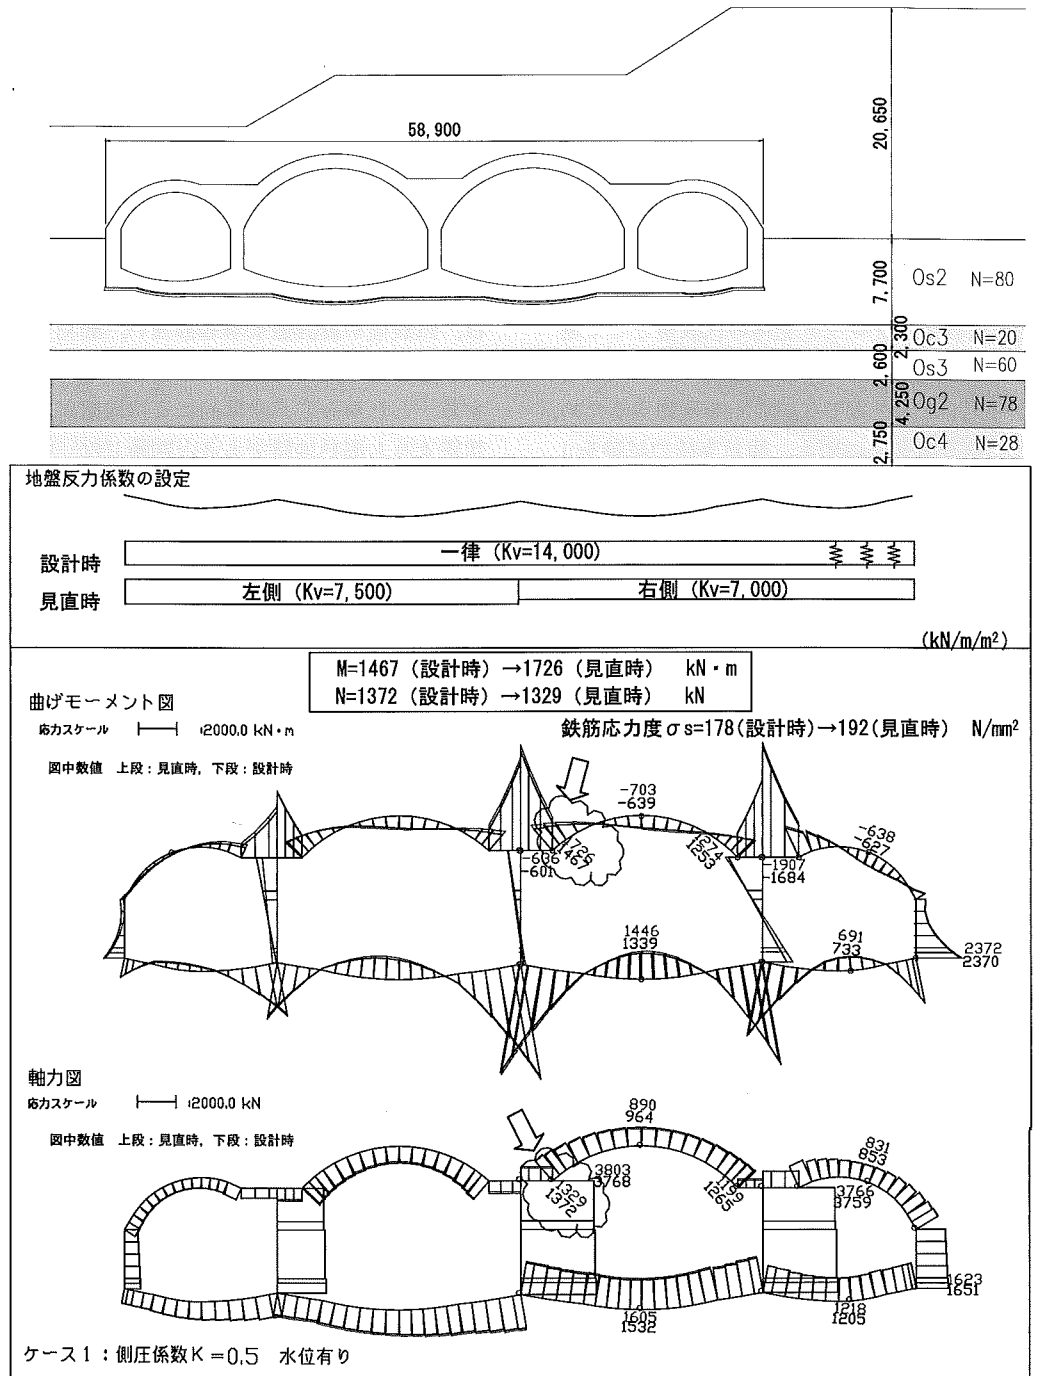 58,900
20,650
7,700
Os2 N=80
2,300
Oc3 N=20
2,600
Os3 N=60
4,250
Og2 N=78
2,750
Oc4 N=28
地盤反力係数の設定
設計時
一律 (Kv=14,000)
見直時
左側 (Kv=7,500)
右側 (Kv=7,000)
(kN/m/m²)
M=1467 (設計時) →1726 (見直時) kN・m
N=1372 (設計時) →1329 (見直時) kN
曲げモーメント図
応力スケール :2000.0 kN・m
鉄筋応力度σs=178(設計時)→192(見直時) N/mm²
図中数値 上段：見直時, 下段：設計時
-703
-639
1726
1467
1274
1253
-638
-627
-636
-601
-1907
-1684
1446
1339
691
733
2372
2370
軸力図
応力スケール :2000.0 kN
図中数値 上段：見直時, 下段：設計時
890
964
831
853
3803
3768
1329
1372
1199
1265
3766
3759
1623
1651
1605
1532
1218
1205
ケース1：側圧係数K=0.5 水位有り